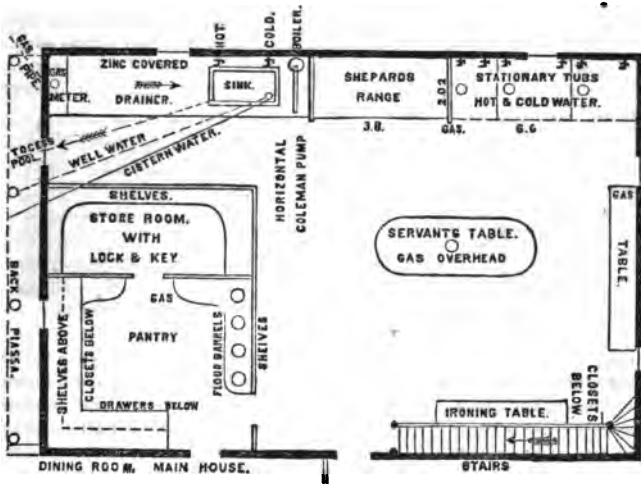 GAS PIPE.
GAS
METER.
ZINC COVERED
DRAINER.
HOT.
COLD.
BOILER.
SINK.
SHEPARDS
RANGE
3.8.
2.02
GAS.
STATIONARY TUBS
HOT & COLD WATER.
6.6
TO CESS
POOL.
WELL WATER
CISTERN WATER.
HORIZONTAL
COLEMAN PUMP
SHELVES.
STORE ROOM.
WITH
LOCK & KEY.
SERVANTS TABLE.
GAS OVERHEAD
GAS
TABLE.
BACK PIASSA.
SHELVES ABOVE
CLOSETS BELOW
GAS
PANTRY
FLOUR BARRELS
SHEIVES
DRAWERS BELOW
CLOSETS
BELOW.
IRONING TABLE.
DINING ROOM. MAIN HOUSE.
STAIRS